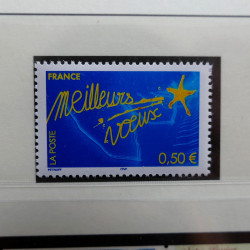 FRANCE
meilleurs
voeux
LA POSTE
0,50 €